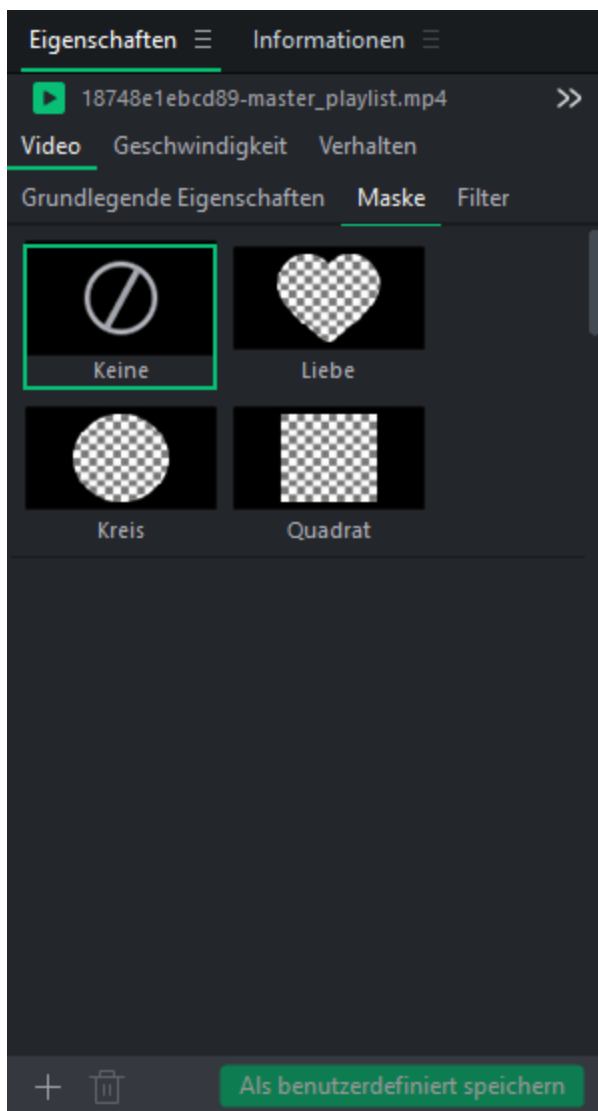 Eigenschaften Informationen
18748e1ebcd89-master_playlist.mp4
Video Geschwindigkeit Verhalten
Grundlegende Eigenschaften Maske Filter
Keine Liebe
Kreis Quadrat
Als benutzerdefiniert speichern